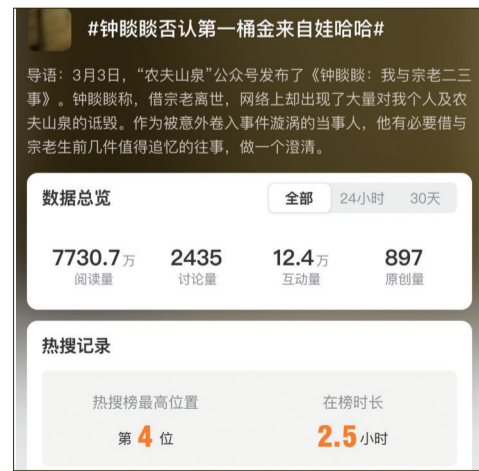 #钟睒睒否认第一桶金来自娃哈哈#
导语：3月3日，“农夫山泉”公众号发布了《钟睒睒：我与宗老二三
事》。钟睒睒称，借宗老离世，网络上却出现了大量对我个人及农
夫山泉的诋毁。作为被意外卷入事件漩涡的当事人，他有必要借与
宗老生前几件值得追忆的往事，做一个澄清。
数据总览 全部 24小时 30天
7730.7万 2435 12.4万 897
阅读量 讨论量 互动量 原创量
热搜记录
热搜榜最高位置 在榜时长
第 4 位 2.5 小时